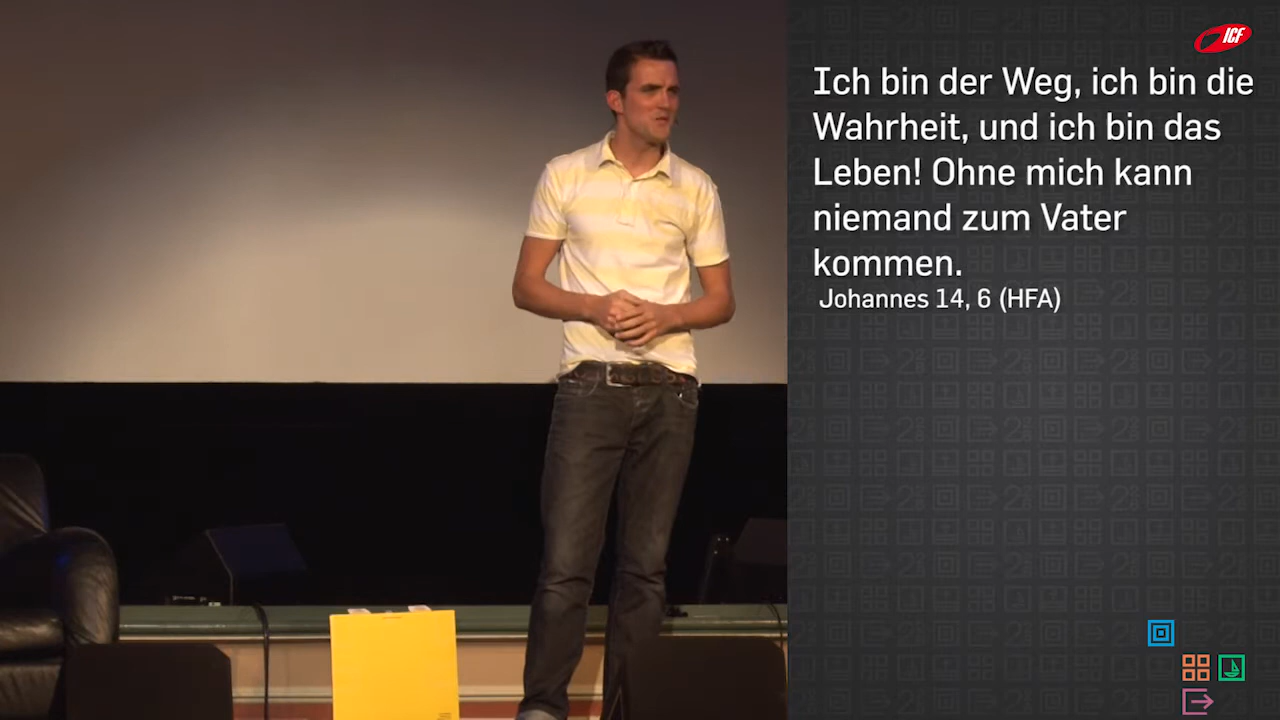 ICF
Ich bin der Weg, ich bin die
Wahrheit, und ich bin das
Leben! Ohne mich kann
niemand zum Vater
kommen.
Johannes 14, 6 (HFA)